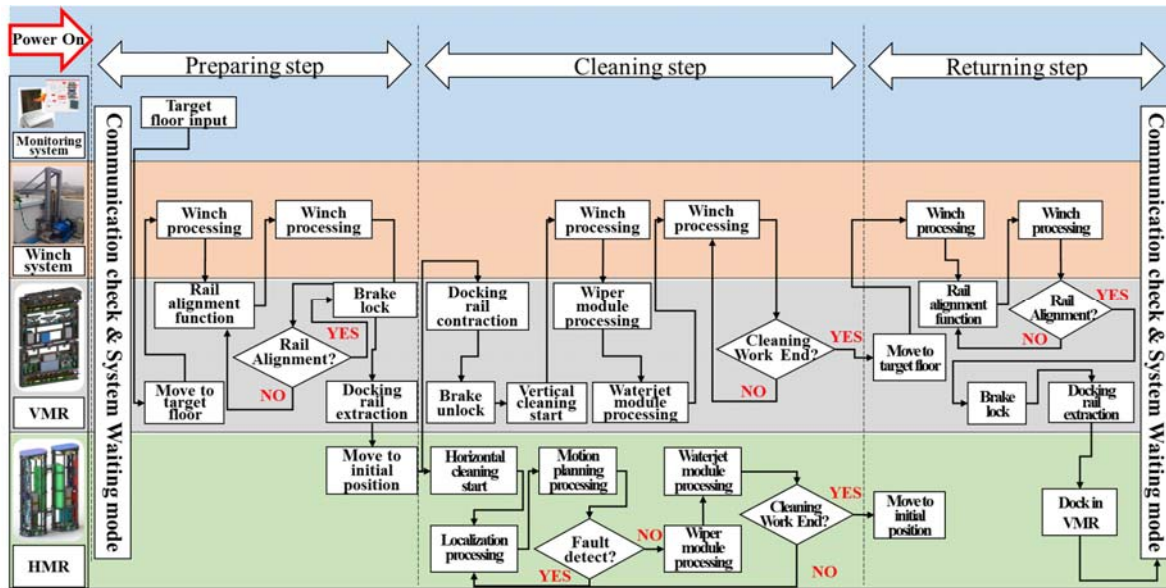 Power On
Preparing step
Cleaning step
Returning step
Monitoring
system
Communication check & System Waiting mode
Target
floor input
Communication check & System Waiting mode
Winch system
Winch
processing
Winch
processing
Winch
processing
Winch
processing
Winch
processing
Winch
processing
VMR
Rail
alignment
function
Brake
lock
YES
Rail
Alignment?
NO
Move to
target floor
Docking
rail
extraction
Docking
rail
contraction
Brake
unlock
Vertical
cleaning
start
Wiper
module
processing
Waterjet
module
processing
Cleaning
Work End?
YES
NO
Move to
target floor
Rail
alignment
function
Rail
Alignment?
YES
NO
Brake
lock
Docking
rail
extraction
HMR
Move to
initial
position
Horizontal
cleaning
start
Localization
processing
Motion
planning
processing
Fault
detect?
YES
NO
Waterjet
module
processing
Wiper
module
processing
Cleaning
Work End?
YES
NO
Move to
initial
position
Dock in
VMR